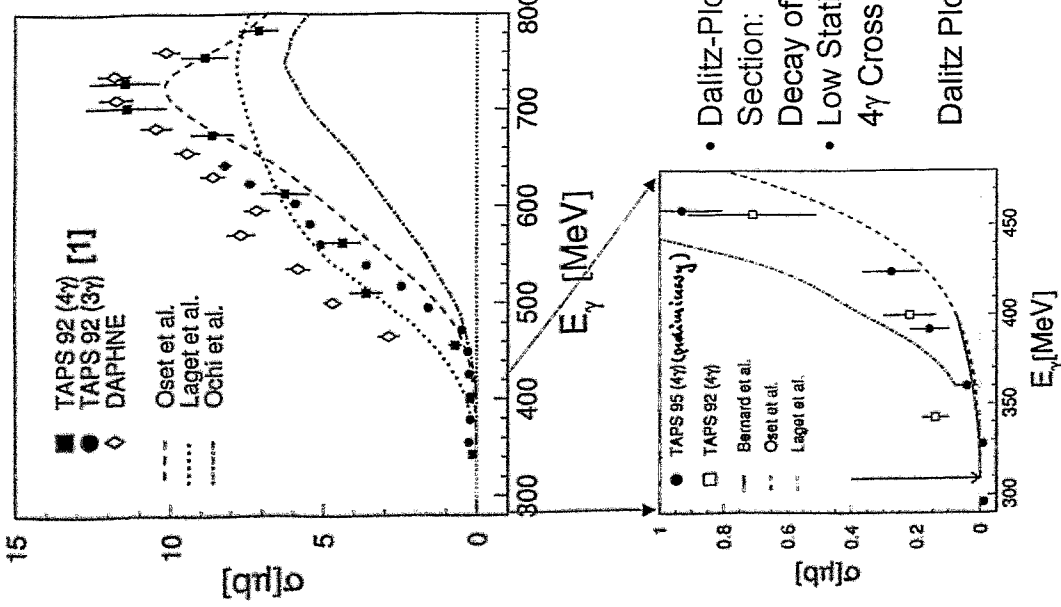 15
10
5
0
σ[μb]
■ TAPS 92 (4γ)
● TAPS 92 (3γ) [1]
◇ DAPHNE
Oset et al.
Laget et al.
Ochi et al.
300 400 500 600 700 800
E_γ [MeV]
1
0.8
0.6
0.4
0.2
0
σ[μb]
● TAPS 95 (4γ) (preliminary)
□ TAPS 92 (4γ)
Bernard et al.
Oset et al.
Laget et al.
300 350 400 450
E_γ[MeV]
• Dalitz-Plo
Section:
Decay of
• Low Stati
4γ Cross
Dalitz Plo